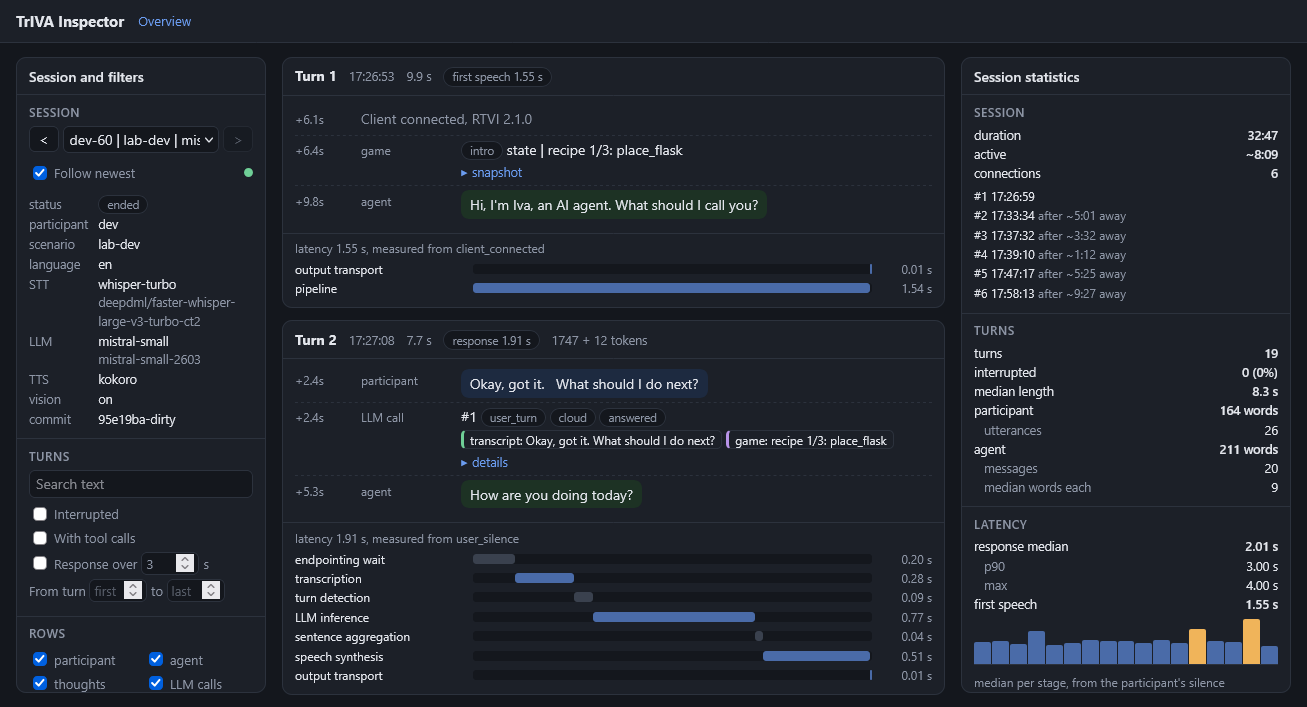 TrIVA Inspector Overview
Session and filters
SESSION
< dev-60 | lab-dev | mis >
Follow newest
status ended
participant dev
scenario lab-dev
language en
STT whisper-turbo
deepdml/faster-whisper-
large-v3-turbo-ct2
LLM mistral-small
mistral-small-2603
TTS kokoro
vision on
commit 95e19ba-dirty
TURNS
Search text
Interrupted
With tool calls
Response over 3 s
From turn first to last
ROWS
participant agent
thoughts LLM calls
Turn 1 17:26:53 9.9 s first speech 1.55 s
+6.1s Client connected, RTVI 2.1.0
+6.4s game intro state | recipe 1/3: place_flask
▸ snapshot
+9.8s agent Hi, I'm Iva, an AI agent. What should I call you?
latency 1.55 s, measured from client_connected
output transport 0.01 s
pipeline 1.54 s
Turn 2 17:27:08 7.7 s response 1.91 s 1747 + 12 tokens
+2.4s participant Okay, got it. What should I do next?
+2.4s LLM call #1 user_turn cloud answered
transcript: Okay, got it. What should I do next? game: recipe 1/3: place_flask
▸ details
+5.3s agent How are you doing today?
latency 1.91 s, measured from user_silence
endpointing wait 0.20 s
transcription 0.28 s
turn detection 0.09 s
LLM inference 0.77 s
sentence aggregation 0.04 s
speech synthesis 0.51 s
output transport 0.01 s
Session statistics
SESSION
duration 32:47
active ~8:09
connections 6
#1 17:26:59
#2 17:33:34 after ~5:01 away
#3 17:37:32 after ~3:32 away
#4 17:39:10 after ~1:12 away
#5 17:47:17 after ~5:25 away
#6 17:58:13 after ~9:27 away
TURNS
turns 19
interrupted 0 (0%)
median length 8.3 s
participant 164 words
utterances 26
agent 211 words
messages 20
median words each 9
LATENCY
response median 2.01 s
p90 3.00 s
max 4.00 s
first speech 1.55 s
median per stage, from the participant's silence